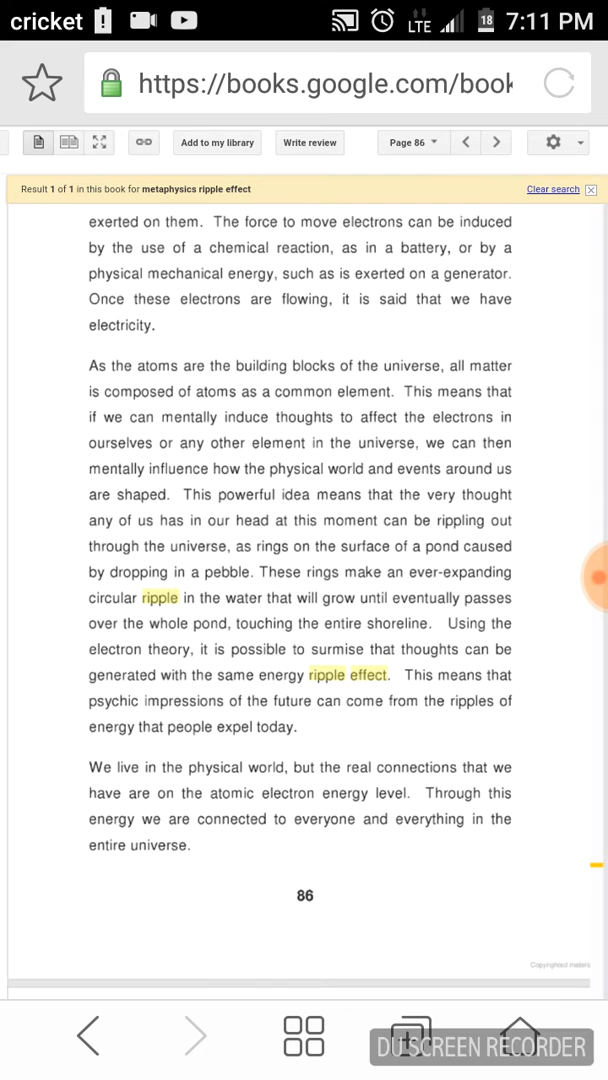 cricket LTE 18 7:11 PM
https://books.google.com/book
Add to my library Write review Page 86
Result 1 of 1 in this book for metaphysics ripple effect Clear search
exerted on them. The force to move electrons can be induced
by the use of a chemical reaction, as in a battery, or by a
physical mechanical energy, such as is exerted on a generator.
Once these electrons are flowing, it is said that we have
electricity.
As the atoms are the building blocks of the universe, all matter
is composed of atoms as a common element. This means that
if we can mentally induce thoughts to affect the electrons in
ourselves or any other element in the universe, we can then
mentally influence how the physical world and events around us
are shaped. This powerful idea means that the very thought
any of us has in our head at this moment can be rippling out
through the universe, as rings on the surface of a pond caused
by dropping in a pebble. These rings make an ever-expanding
circular ripple in the water that will grow until eventually passes
over the whole pond, touching the entire shoreline. Using the
electron theory, it is possible to surmise that thoughts can be
generated with the same energy ripple effect. This means that
psychic impressions of the future can come from the ripples of
energy that people expel today.
We live in the physical world, but the real connections that we
have are on the atomic electron energy level. Through this
energy we are connected to everyone and everything in the
entire universe.
86
Copyrighted materia
DU SCREEN RECORDER